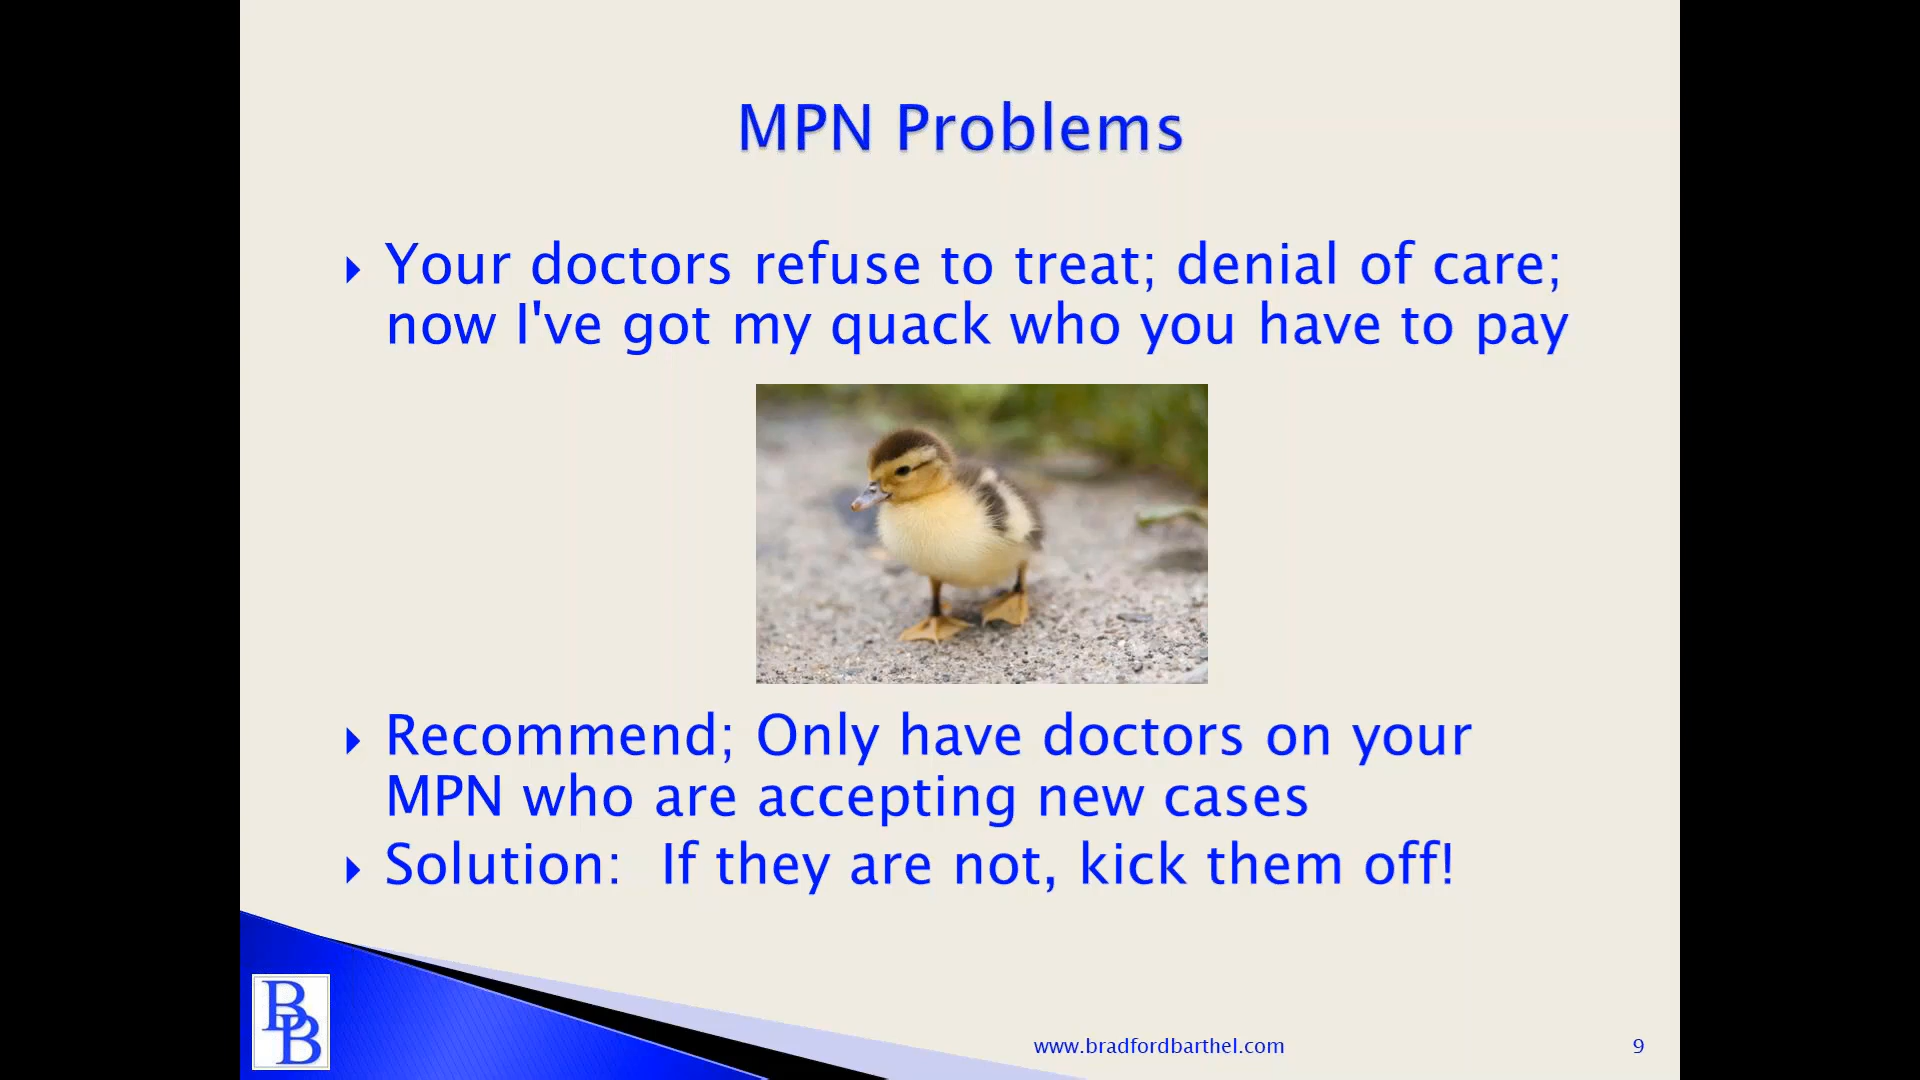 MPN Problems
Your doctors refuse to treat; denial of care;
now I've got my quack who you have to pay
Recommend; Only have doctors on your
MPN who are accepting new cases
Solution:  If they are not, kick them off!
BB
www.bradfordbarthel.com
9